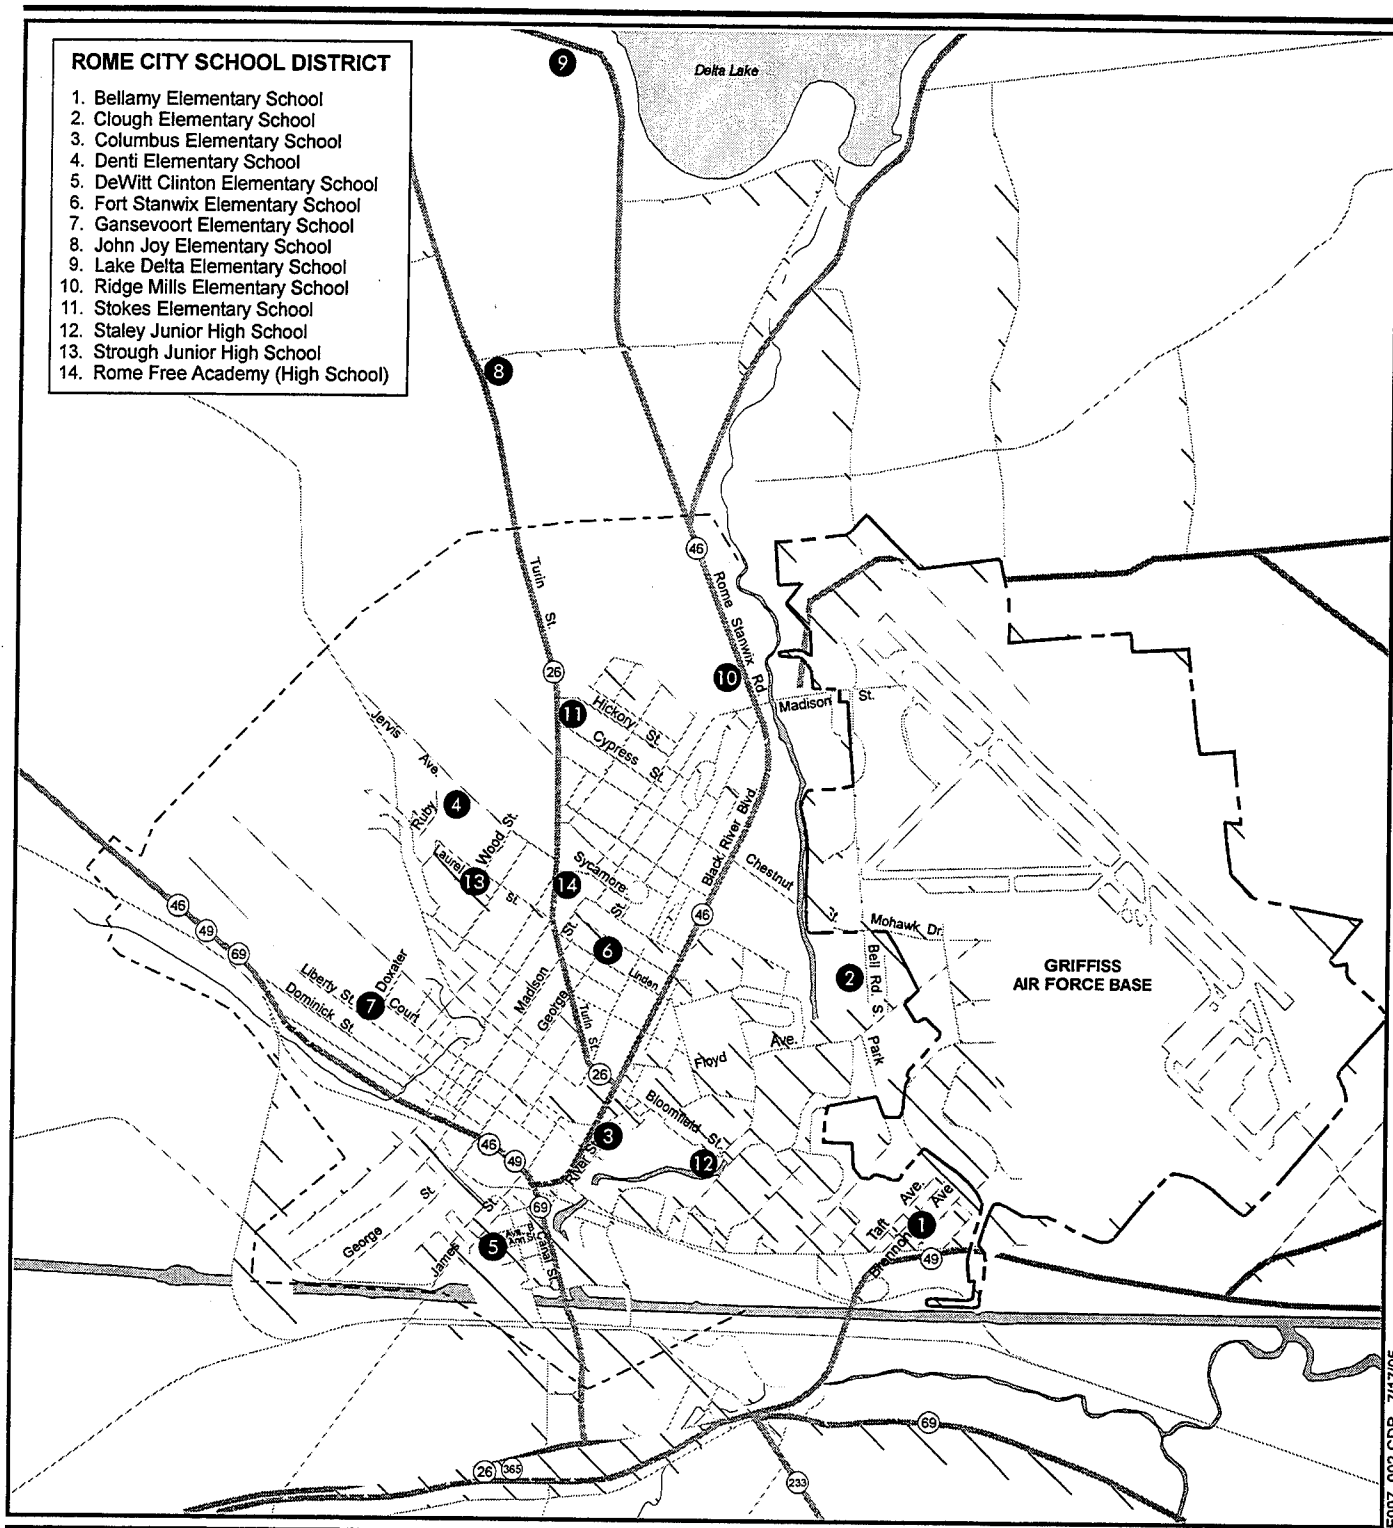 ROME CITY SCHOOL DISTRICT
1. Bellamy Elementary School
2. Clough Elementary School
3. Columbus Elementary School
4. Denti Elementary School
5. DeWitt Clinton Elementary School
6. Fort Stanwix Elementary School
7. Gansevoort Elementary School
8. John Joy Elementary School
9. Lake Delta Elementary School
10. Ridge Mills Elementary School
11. Stokes Elementary School
12. Staley Junior High School
13. Strough Junior High School
14. Rome Free Academy (High School)
9
Delta Lake
8
46
Turin St.
Rome Stanwix Rd
26
10
11
Madison St.
Hickory St.
Cypress St.
Jervis Ave.
4
Ruby
Wood St.
Laurel St.
13
14
Sycamore St.
Black River Blvd
Chestnut St.
46
46
49
69
Mohawk Dr.
6
Linden
2
Bell Rd S
GRIFFISS
AIR FORCE BASE
Liberty St.
Dominick St.
7
Doxater
Court
Madison
George St.
Turin St.
26
Floyd Ave.
Park
Bloomfield St.
3
12
River St.
46
49
69
George St
James St.
5
Canal St.
Taft Ave.
Brennon Ave.
1
49
69
26
365
233